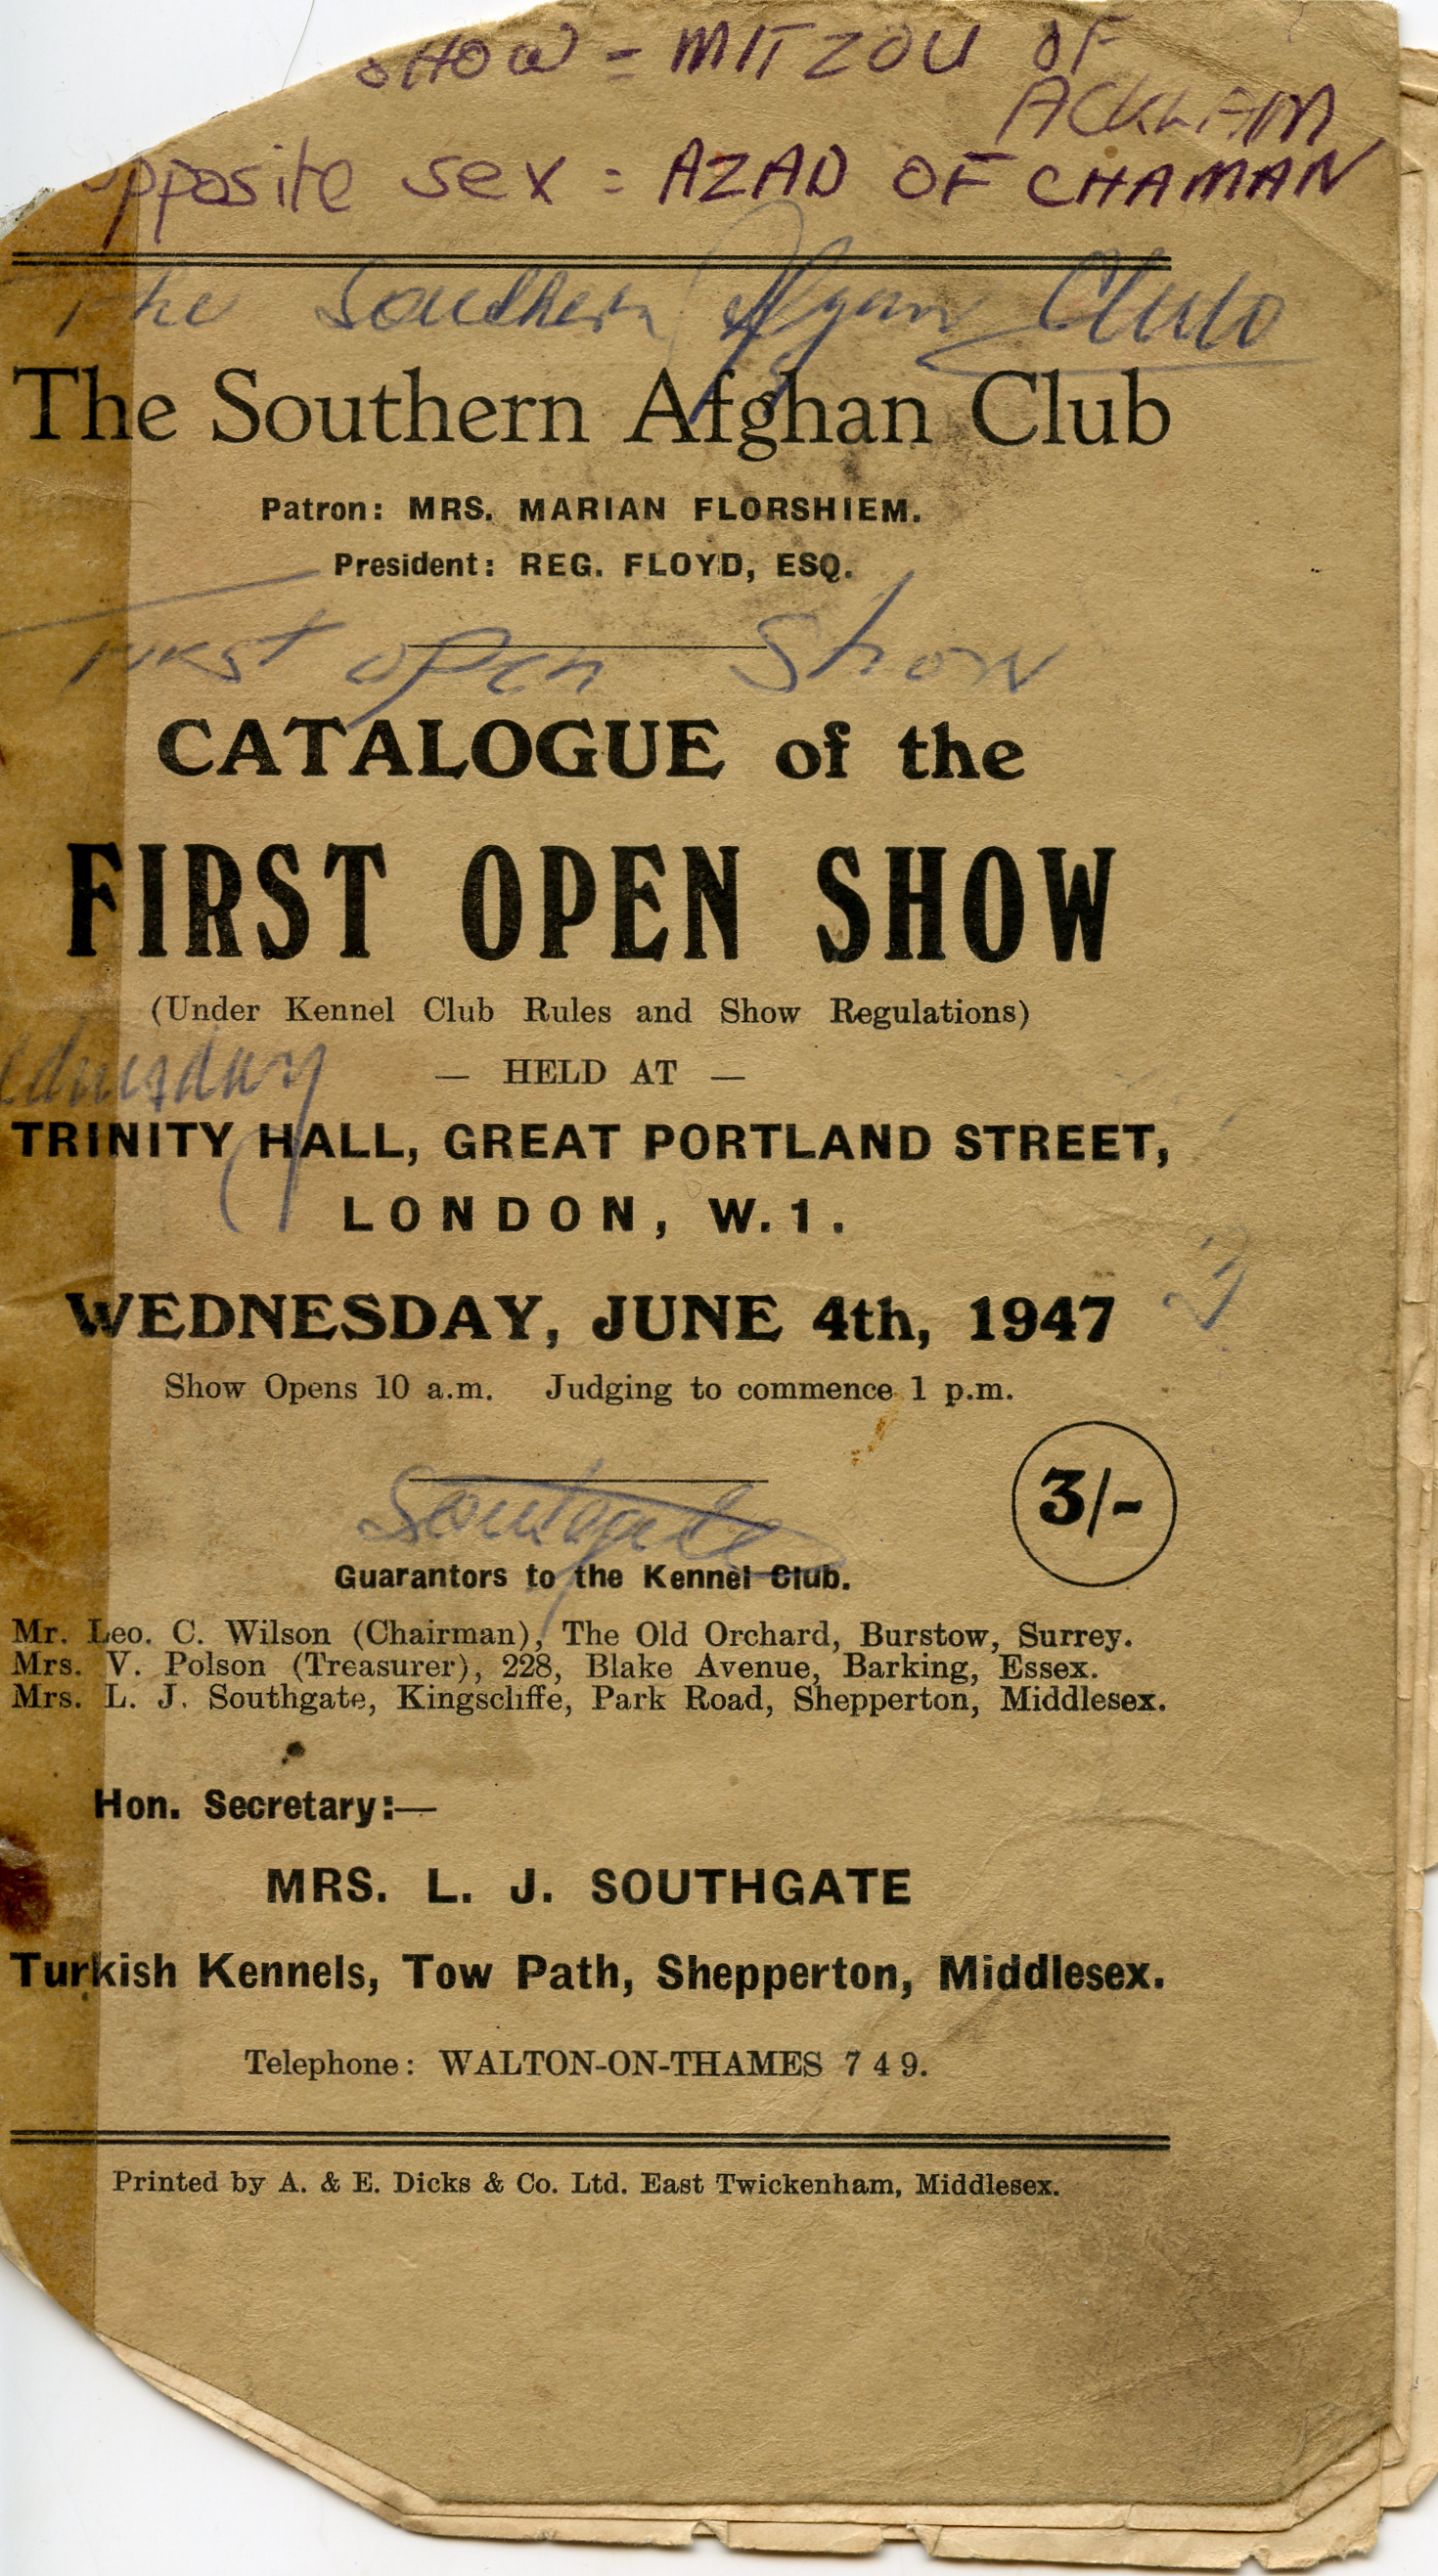 SHOW = MITZOU OF
ACKLAM
opposite sex = AZAD OF CHAMAN
The Southern Afgan Club
The Southern Afghan Club
Patron: MRS. MARIAN FLORSHIEM.
President: REG. FLOYD, ESQ.
First open Show
CATALOGUE of the
FIRST OPEN SHOW
(Under Kennel Club Rules and Show Regulations)
— HELD AT —
TRINITY HALL, GREAT PORTLAND STREET,
LONDON, W.1.
WEDNESDAY, JUNE 4th, 1947
Show Opens 10 a.m. Judging to commence 1 p.m.
3/-
Southgate
Guarantors to the Kennel Club.
Mr. Leo. C. Wilson (Chairman), The Old Orchard, Burstow, Surrey.
Mrs. V. Polson (Treasurer), 228, Blake Avenue, Barking, Essex.
Mrs. L. J. Southgate, Kingscliffe, Park Road, Shepperton, Middlesex.
Hon. Secretary:—
MRS. L. J. SOUTHGATE
Turkish Kennels, Tow Path, Shepperton, Middlesex.
Telephone: WALTON-ON-THAMES 7 4 9.
Printed by A. & E. Dicks & Co. Ltd. East Twickenham, Middlesex.